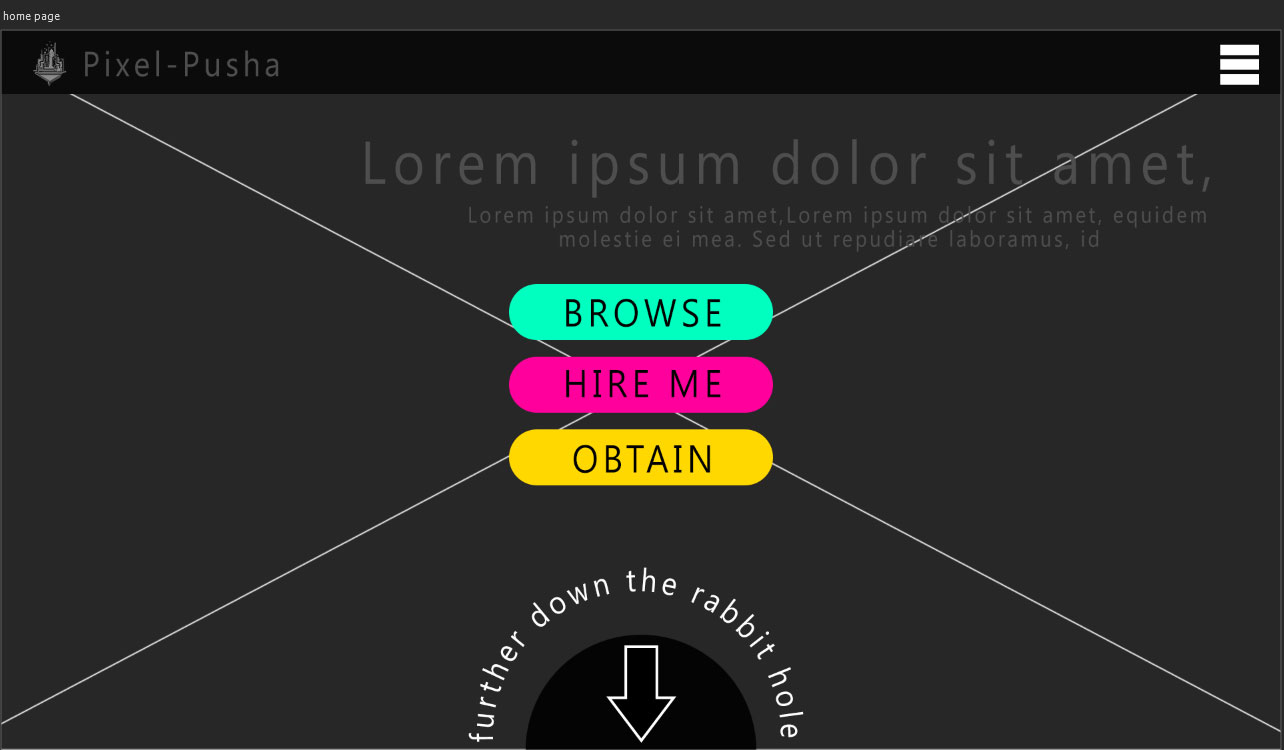 home page
Pixel-Pusha
Lorem ipsum dolor sit amet,
Lorem ipsum dolor sit amet,Lorem ipsum dolor sit amet, equidem
molestie ei mea. Sed ut repudiare laboramus, id
BROWSE
HIRE ME
OBTAIN
further down the rabbit hole